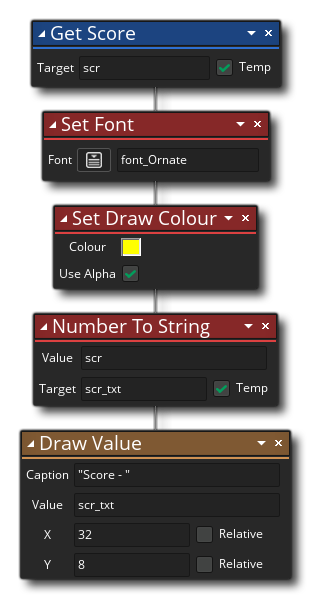 Get Score
Target scr Temp
Set Font
Font font_Ornate
Set Draw Colour
Colour
Use Alpha
Number To String
Value scr
Target scr_txt Temp
Draw Value
Caption "Score - "
Value scr_txt
X 32 Relative
Y 8 Relative